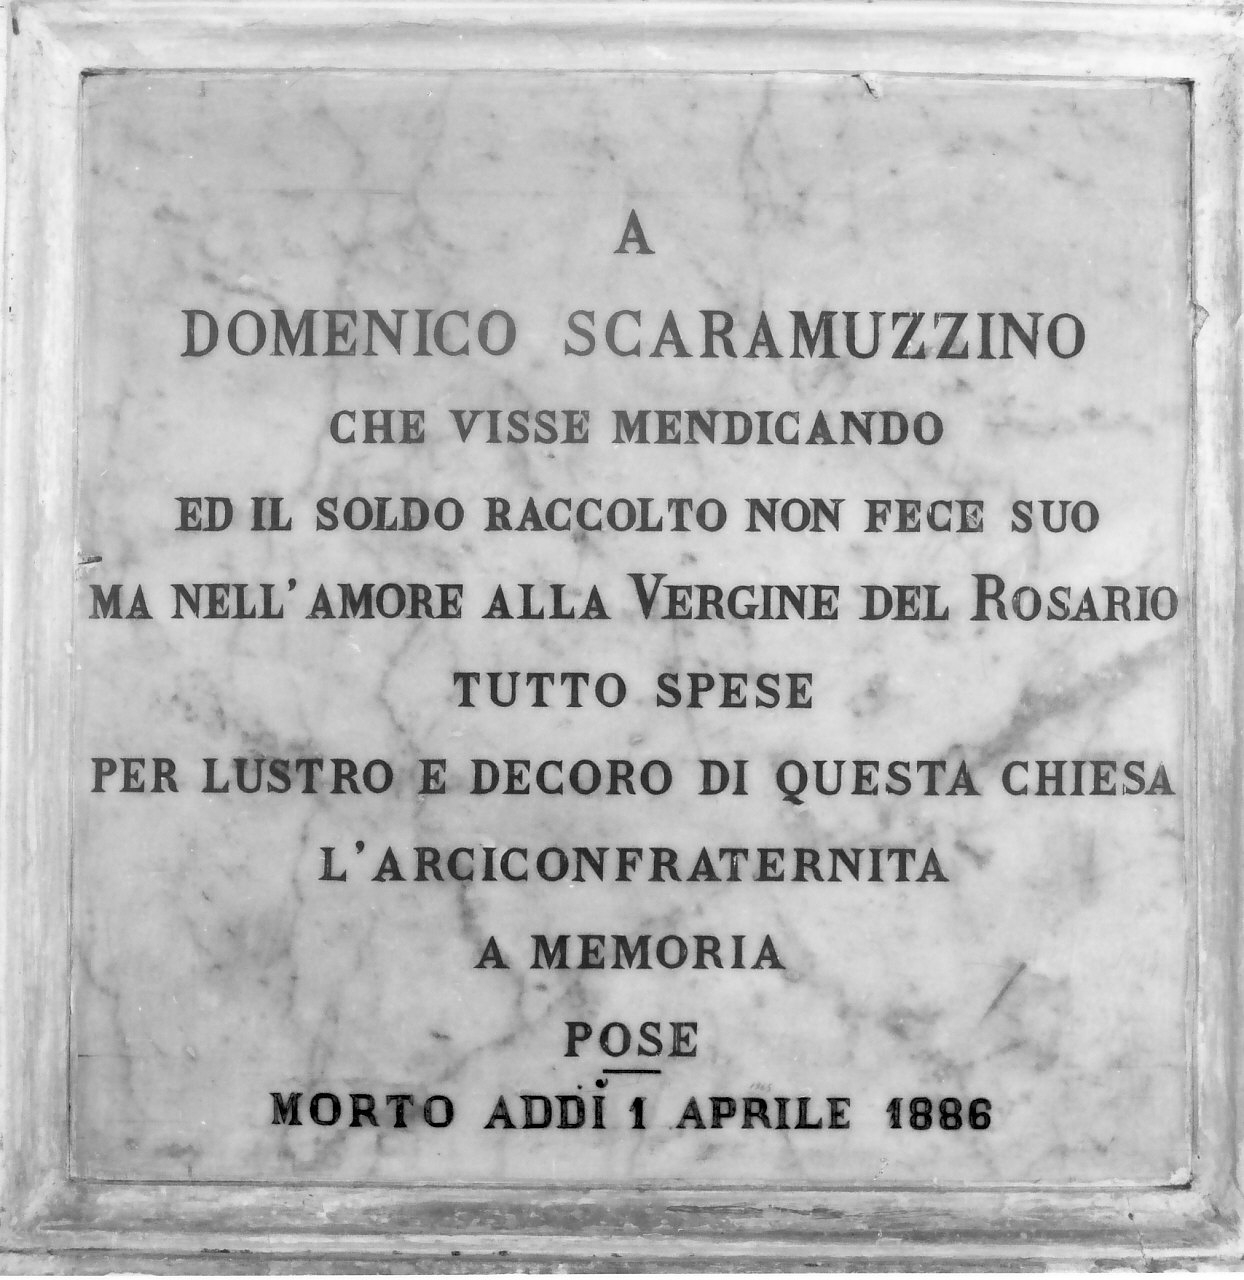 A
DOMENICO SCARAMUZZINO
CHE VISSE MENDICANDO
ED IL SOLDO RACCOLTO NON FECE SUO
MA NELL'AMORE ALLA VERGINE DEL ROSARIO
TUTTO SPESE
PER LUSTRO E DECORO DI QUESTA CHIESA
L'ARCICONFRATERNITA
A MEMORIA
POSE
MORTO ADDÌ 1 APRILE 1886